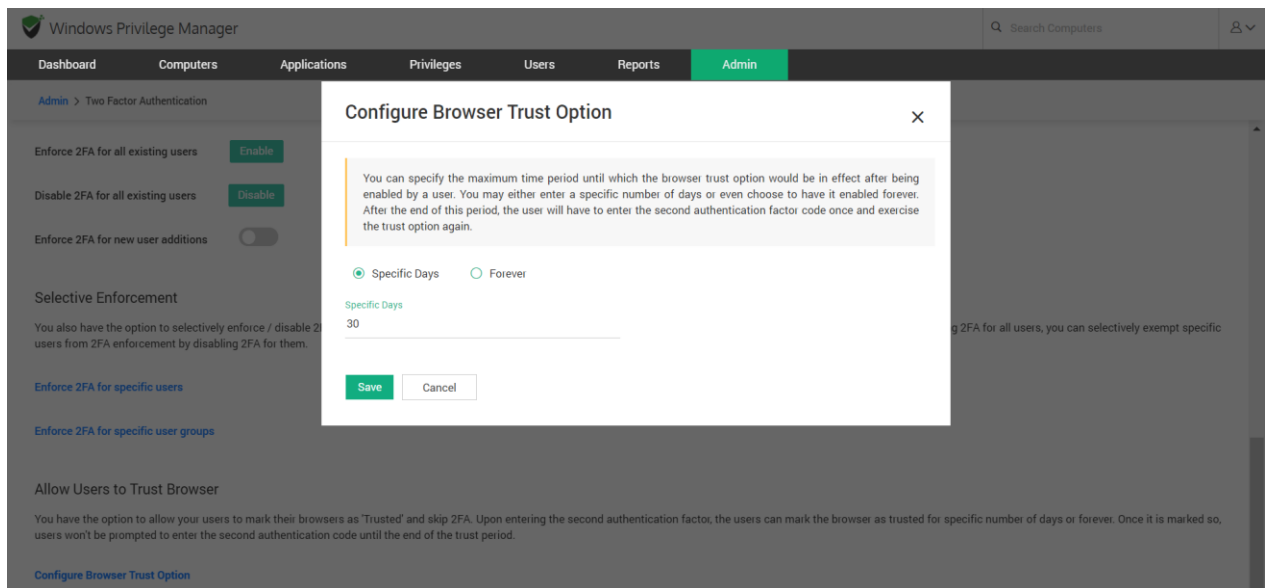 Windows Privilege Manager
Search Computers
Dashboard Computers Applications Privileges Users Reports Admin
Admin > Two Factor Authentication
Configure Browser Trust Option
Enforce 2FA for all existing users Enable
You can specify the maximum time period until which the browser trust option would be in effect after being
enabled by a user. You may either enter a specific number of days or even choose to have it enabled forever.
After the end of this period, the user will have to enter the second authentication factor code once and exercise
the trust option again.
Disable 2FA for all existing users Disable
Enforce 2FA for new user additions
Specific Days Forever
Specific Days
30
Save Cancel
Selective Enforcement
You also have the option to selectively enforce / disable 2 g 2FA for all users, you can selectively exempt specific
users from 2FA enforcement by disabling 2FA for them.
Enforce 2FA for specific users
Enforce 2FA for specific user groups
Allow Users to Trust Browser
You have the option to allow your users to mark their browsers as 'Trusted' and skip 2FA. Upon entering the second authentication factor, the users can mark the browser as trusted for specific number of days or forever. Once it is marked so,
users won't be prompted to enter the second authentication code until the end of the trust period.
Configure Browser Trust Option